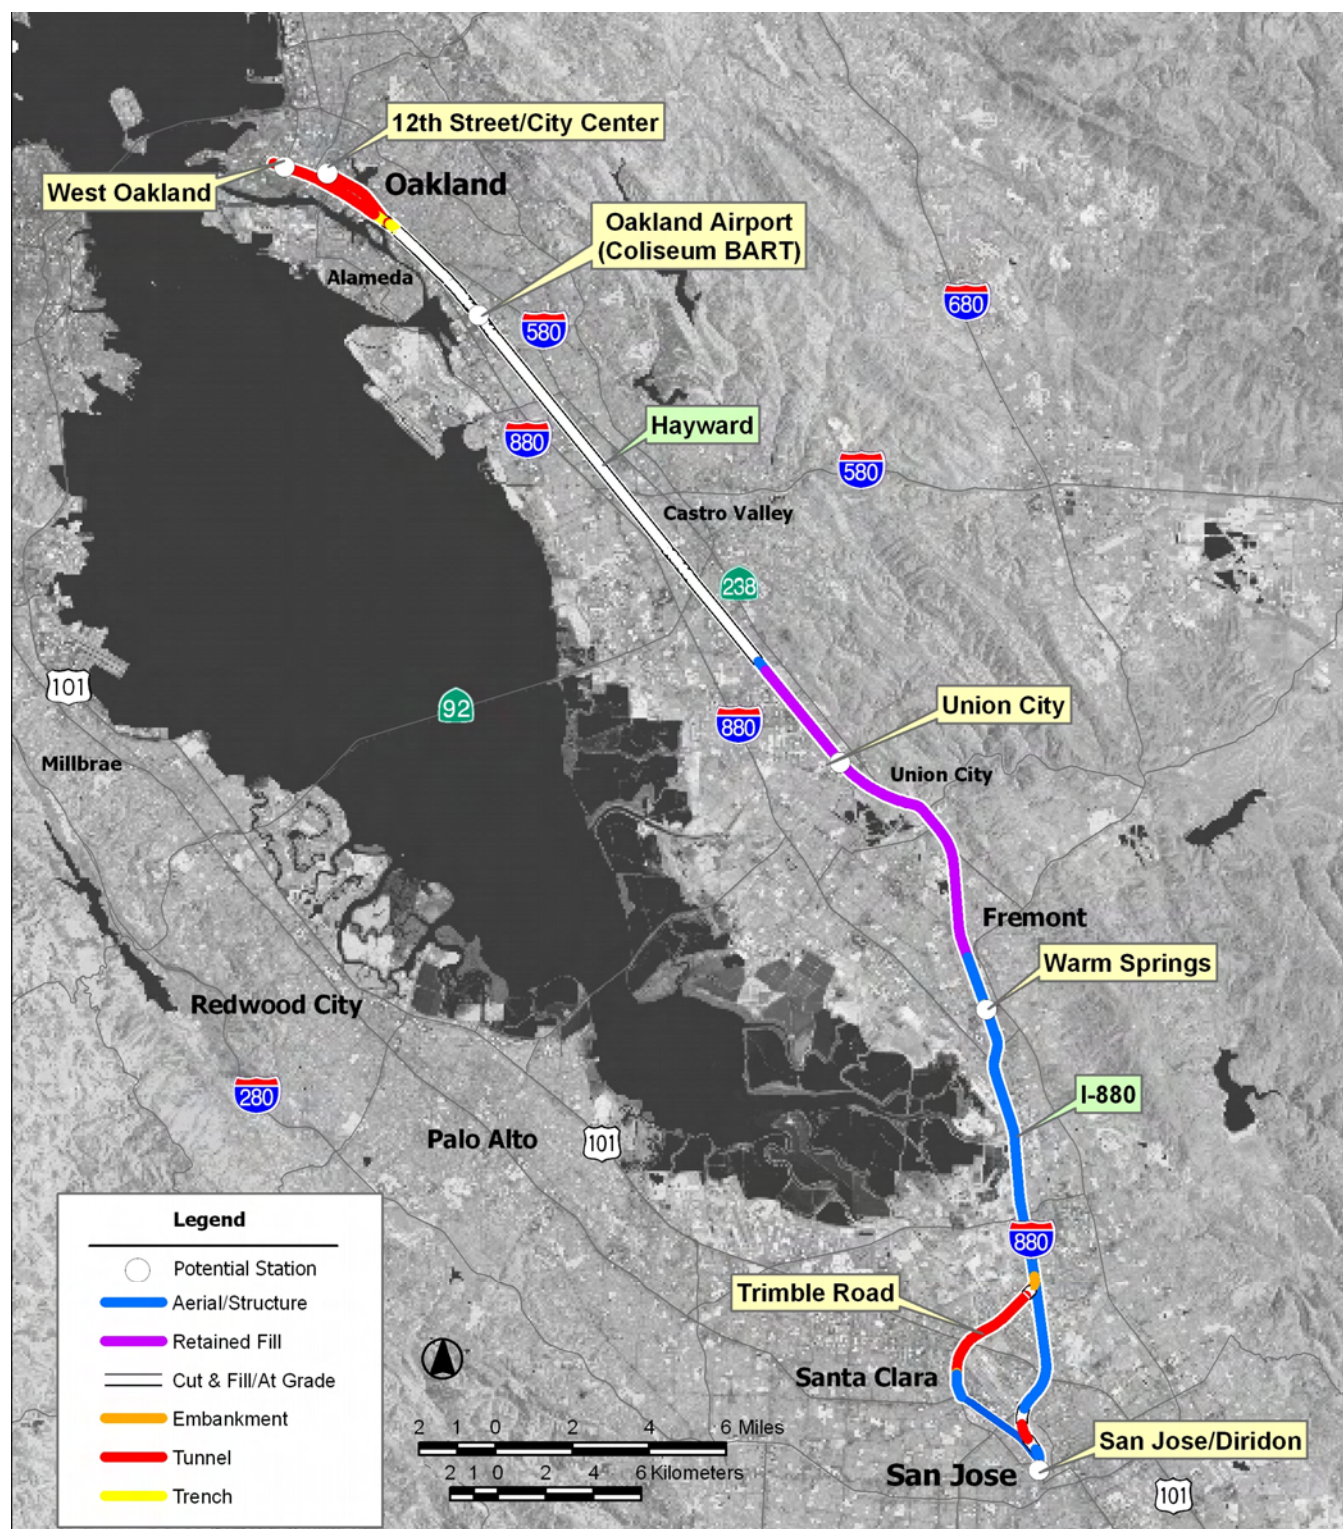 12th Street/City Center
West Oakland
Oakland
Oakland Airport
(Coliseum BART)
Alameda
680
580
Hayward
880
580
Castro Valley
238
101
92
Union City
880
Millbrae
Union City
Fremont
Warm Springs
Redwood City
280
I-880
Palo Alto
101
880
Trimble Road
Santa Clara
San Jose/Diridon
San Jose
101
Legend
Potential Station
Aerial/Structure
Retained Fill
Cut & Fill/At Grade
Embankment
Tunnel
Trench
2 1 0 2 4 6 Miles
2 1 0 2 4 6 Kilometers